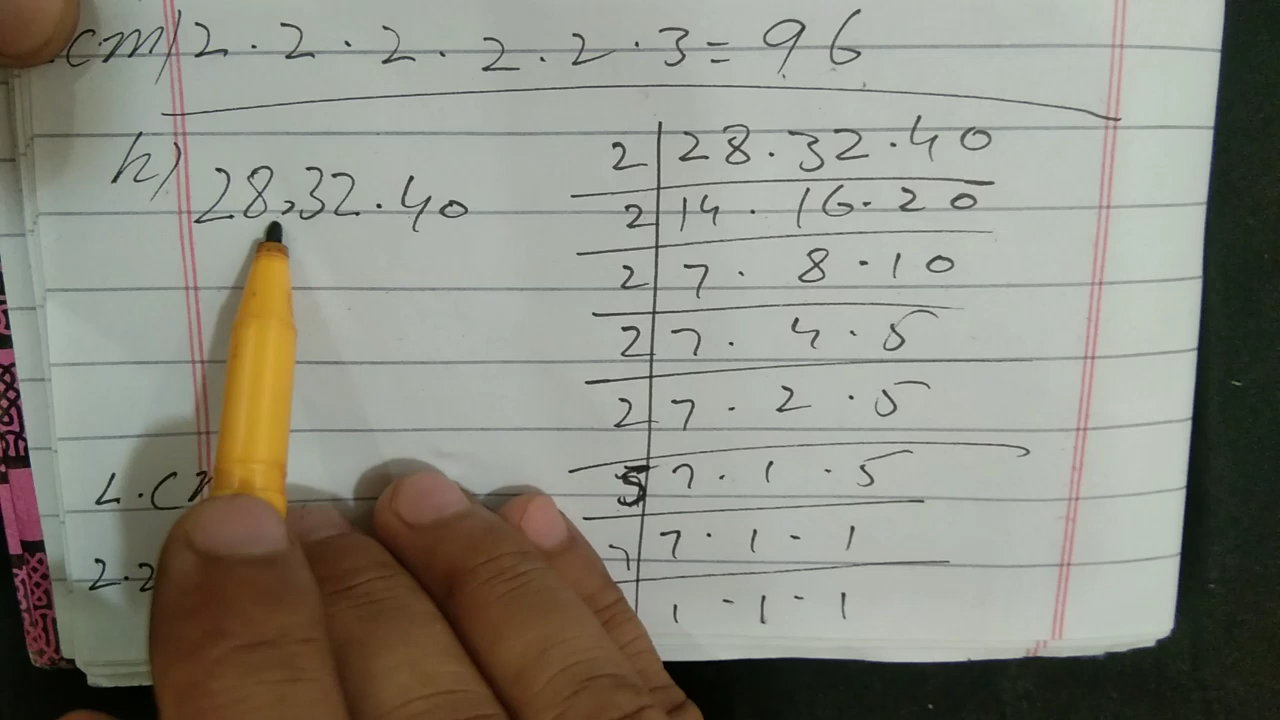 cm) 2 . 2 . 2 . 2 . 2 . 3 = 96
h) 28,32.40
2 | 28.32.40
2 | 14 . 16.20
2 | 7 . 8 . 10
2 | 7 . 4 . 5
2 | 7 . 2 . 5
5 | 7 . 1 . 5
7 | 7 . 1 - 1
1 - 1 - 1
L.C
2.2